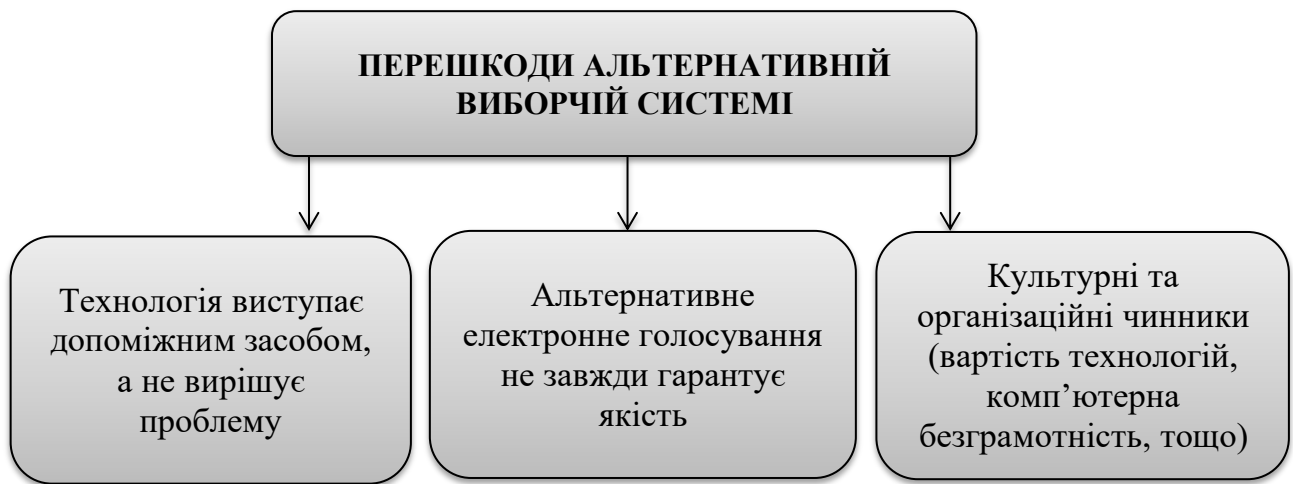 ПЕРЕШКОДИ АЛЬТЕРНАТИВНІЙ
ВИБОРЧІЙ СИСТЕМІ
Технологія виступає
допоміжним засобом,
а не вирішує
проблему
Альтернативне
електронне голосування
не завжди гарантує
якість
Культурні та
організаційні чинники
(вартість технологій,
комп’ютерна
безграмотність, тощо)